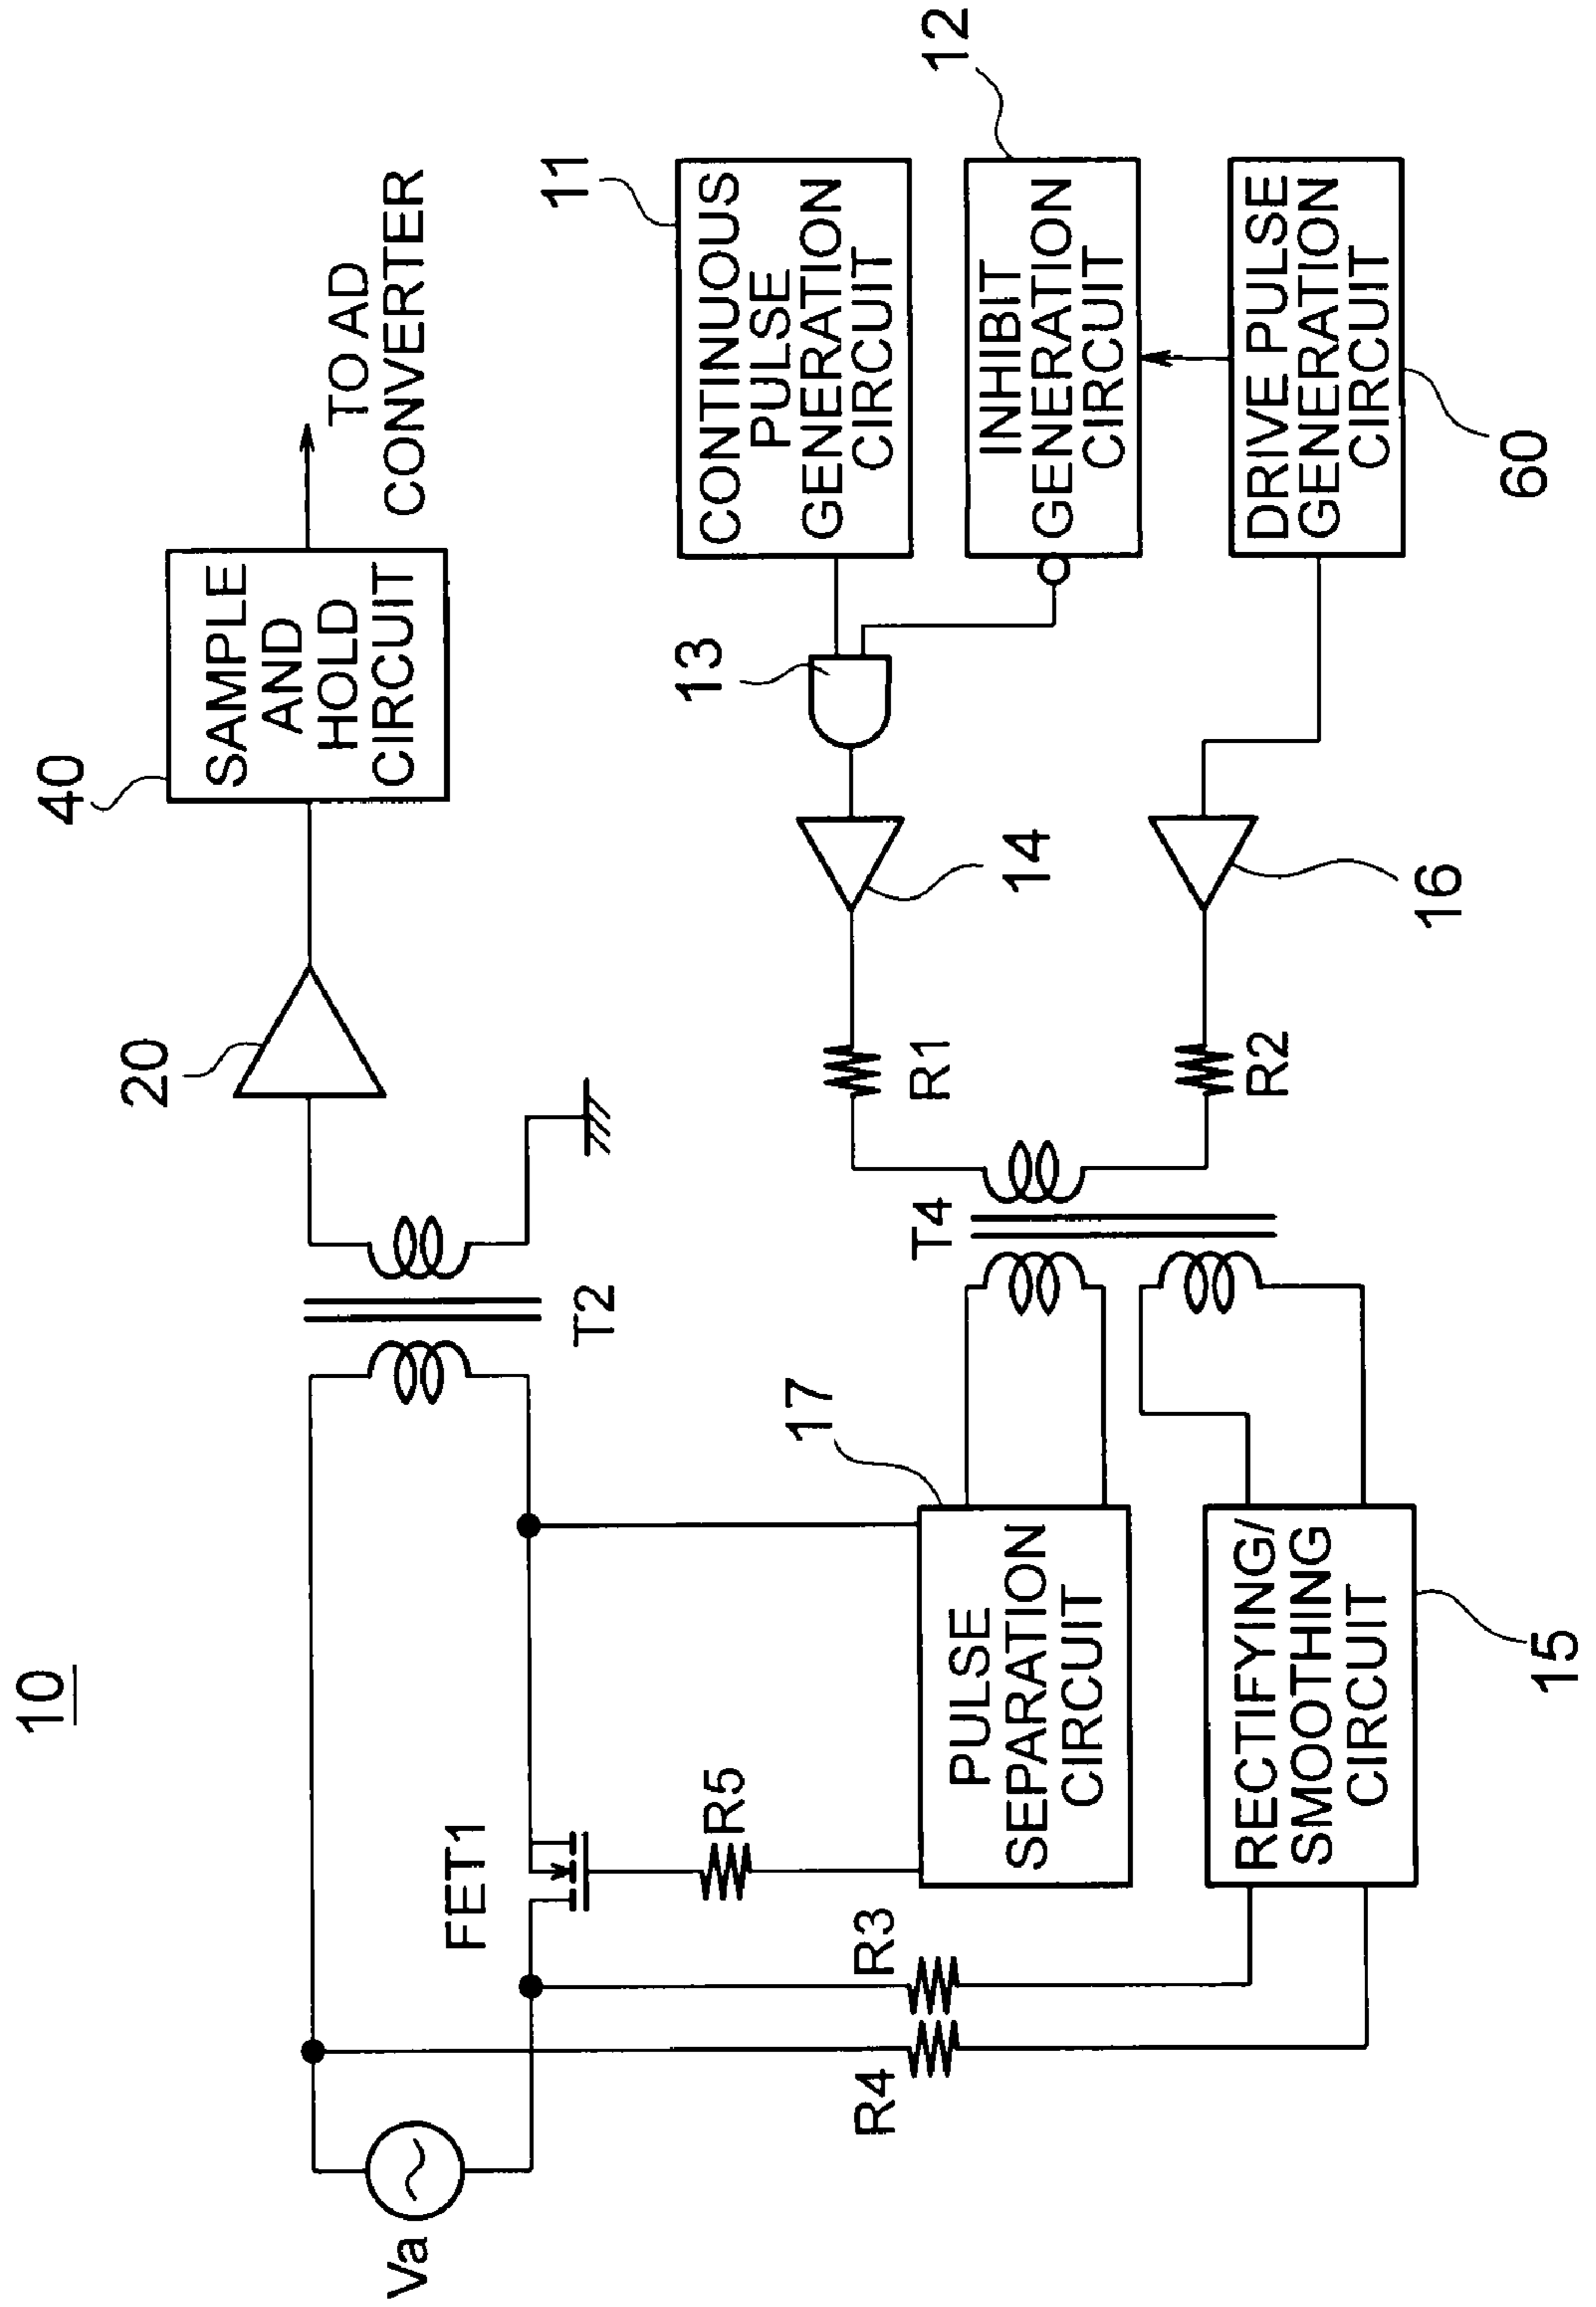 10
Va
FET1
R5
R3
R4
T2
20
40
SAMPLE
AND
HOLD
CIRCUIT
TO AD
CONVERTER
17
PULSE
SEPARATION
CIRCUIT
RECTIFYING/
SMOOTHING
CIRCUIT
15
T4
R1
R2
14
16
13
11
CONTINUOUS
PULSE
GENERATION
CIRCUIT
12
INHIBIT
GENERATION
CIRCUIT
DRIVE PULSE
GENERATION
CIRCUIT
60